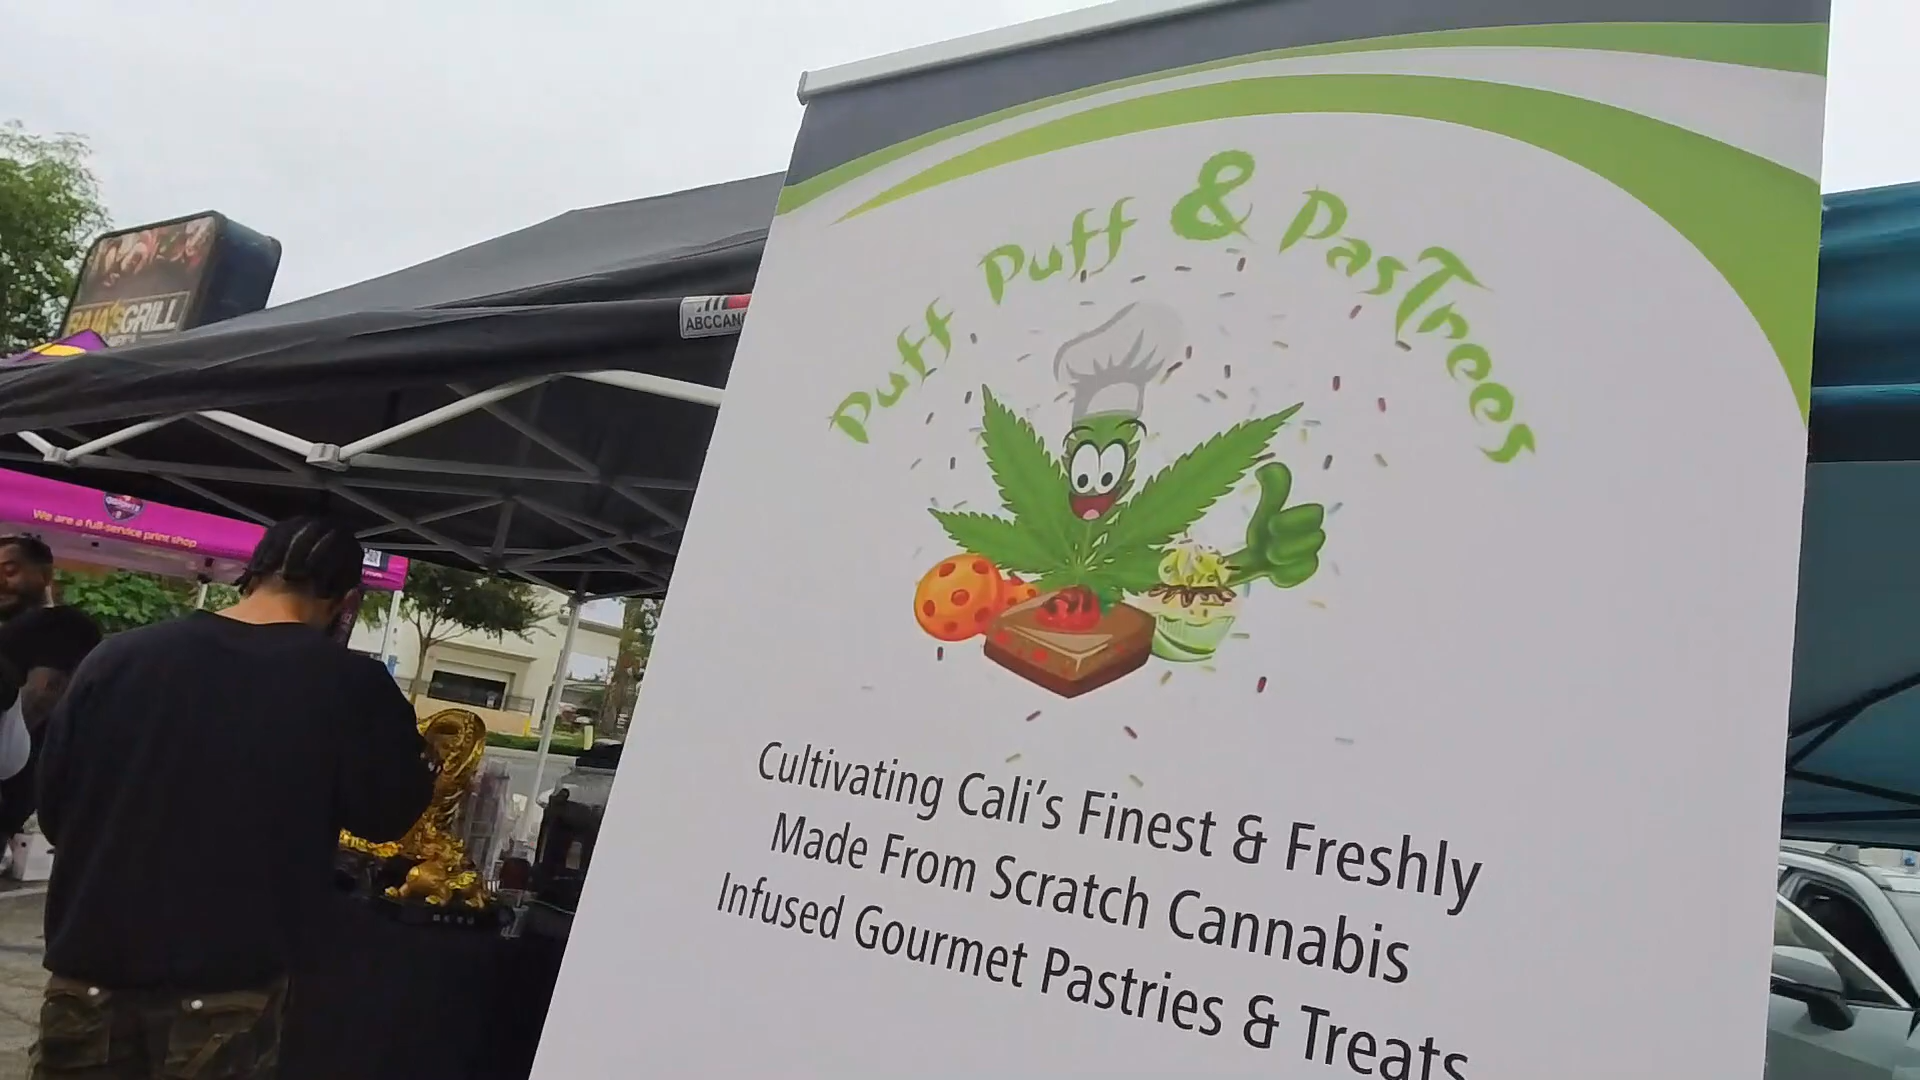 Puff Puff & PasTrees
Cultivating Cali's Finest & Freshly
Made From Scratch Cannabis
Infused Gourmet Pastries & Treats
BAJA'SGRILL
ABCCAN
We are a full-service print shop